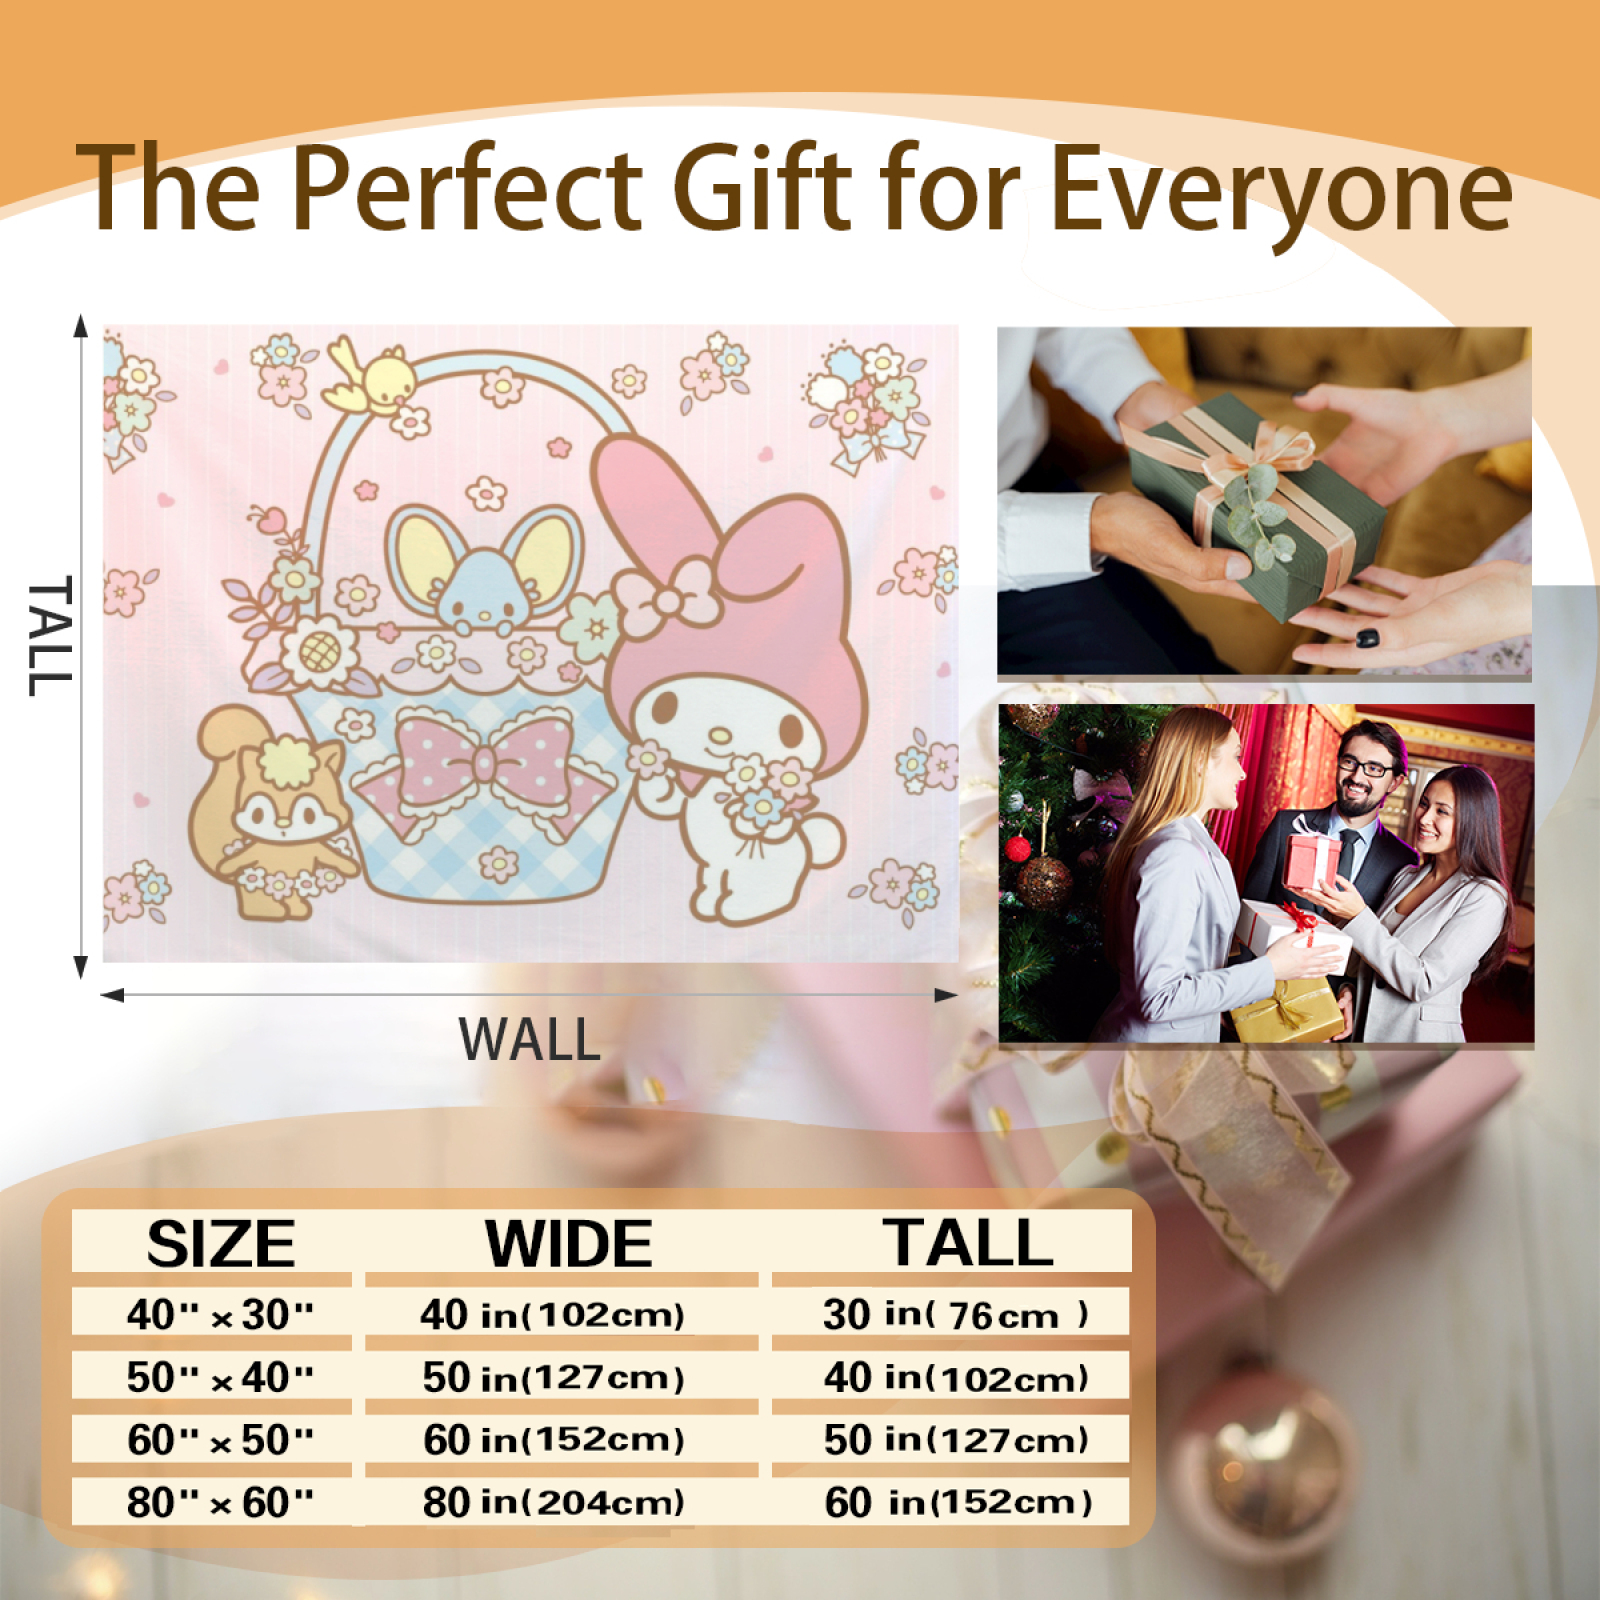 The Perfect Gift for Everyone
TALL
WALL
SIZE WIDE TALL
40" × 30" 40 in(102cm) 30 in( 76cm )
50" × 40" 50 in(127cm) 40 in(102cm)
60" × 50" 60 in(152cm) 50 in(127cm)
80" × 60" 80 in(204cm) 60 in(152cm)